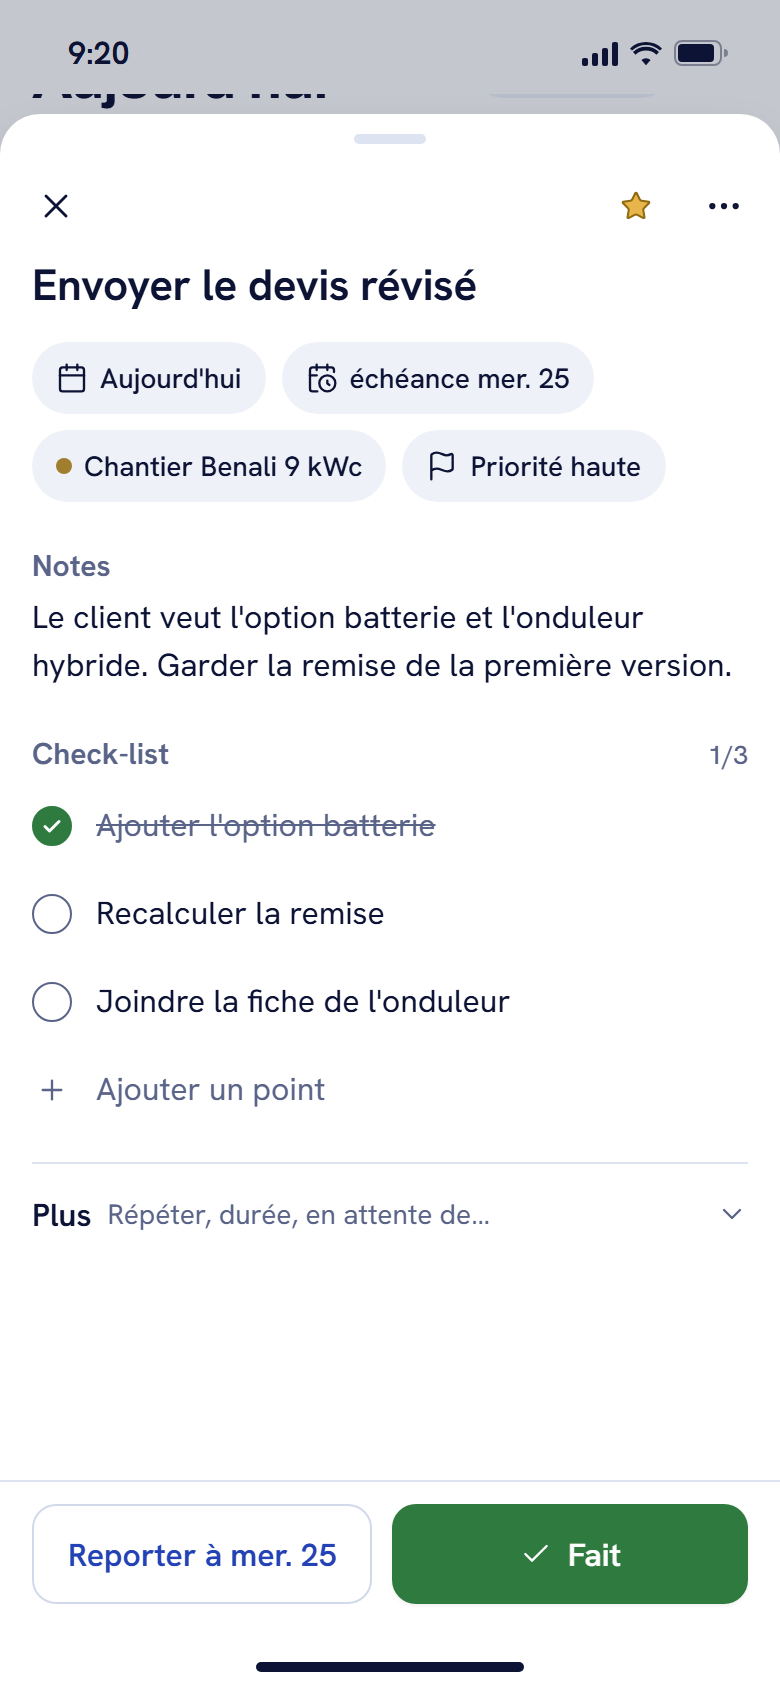 9:20
Aujourd'hui
Envoyer le devis révisé
Aujourd'hui
échéance mer. 25
Chantier Benali 9 kWc
Priorité haute
Notes
Le client veut l'option batterie et l'onduleur
hybride. Garder la remise de la première version.
Check-list
1/3
Ajouter l'option batterie
Recalculer la remise
Joindre la fiche de l'onduleur
Ajouter un point
Plus Répéter, durée, en attente de...
Reporter à mer. 25
Fait